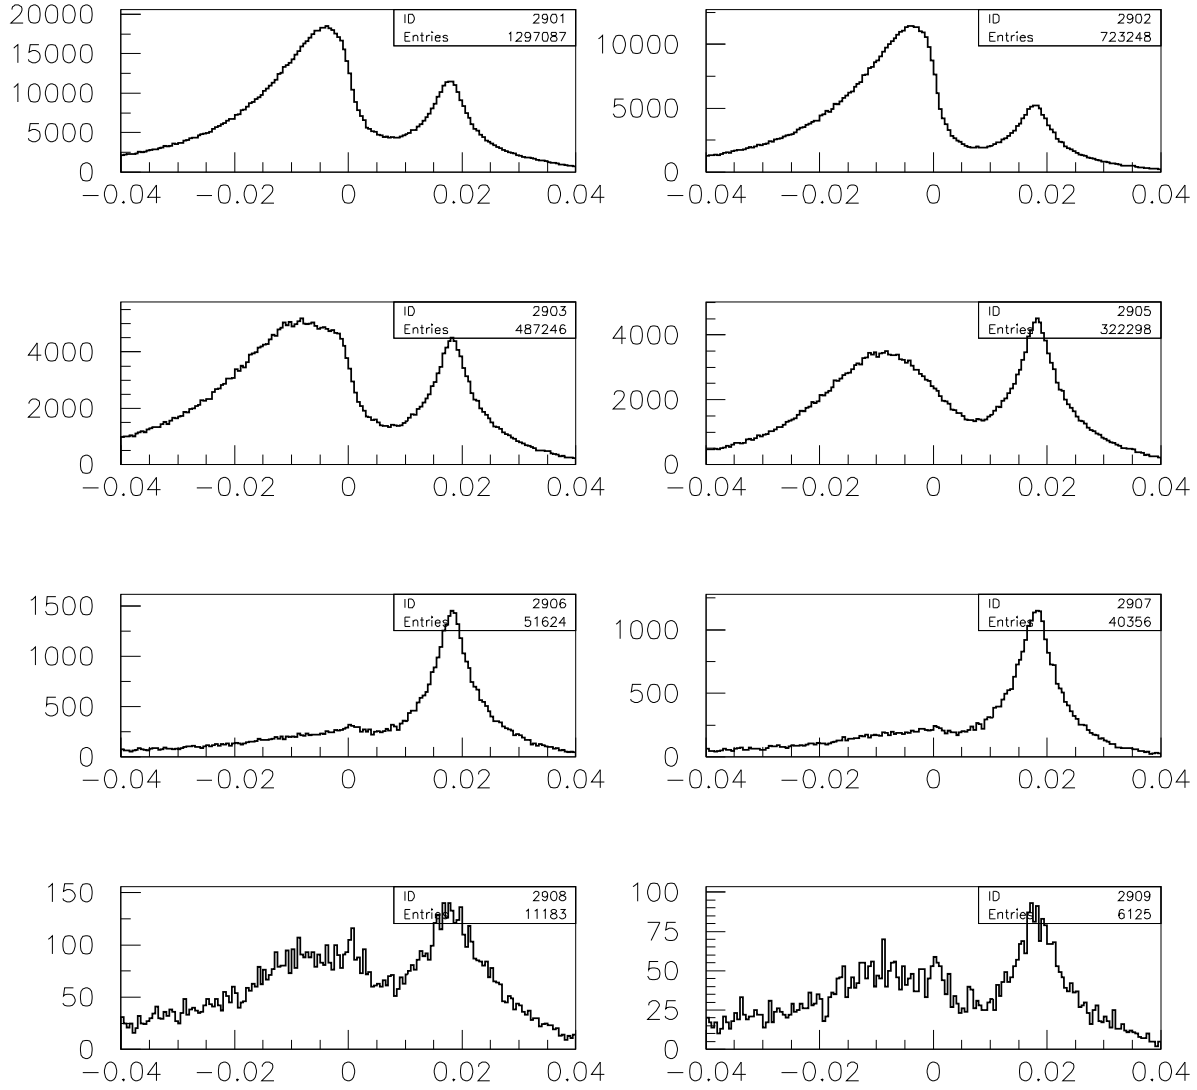 20000
15000
10000
5000
0
ID 2901
Entries 1297087
−0.04 −0.02 0 0.02 0.04
10000
5000
0
ID 2902
Entries 723248
−0.04 −0.02 0 0.02 0.04
4000
2000
0
ID 2903
Entries 487246
−0.04 −0.02 0 0.02 0.04
4000
2000
0
ID 2905
Entries 322298
−0.04 −0.02 0 0.02 0.04
1500
1000
500
0
ID 2906
Entries 51624
−0.04 −0.02 0 0.02 0.04
1000
500
0
ID 2907
Entries 40356
−0.04 −0.02 0 0.02 0.04
150
100
50
0
ID 2908
Entries 11183
−0.04 −0.02 0 0.02 0.04
100
75
50
25
0
ID 2909
Entries 6125
−0.04 −0.02 0 0.02 0.04